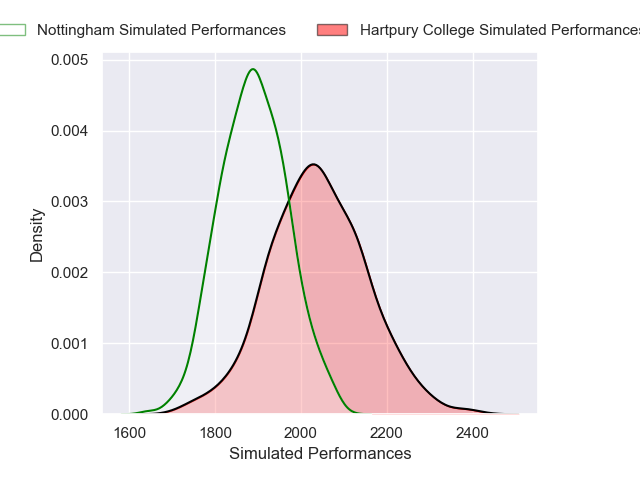 Nottingham Simulated Performances Hartpury College Simulated Performances
0.005
0.004
0.003
0.002
0.001
0.000
Density
1600 1800 2000 2200 2400
Simulated Performances